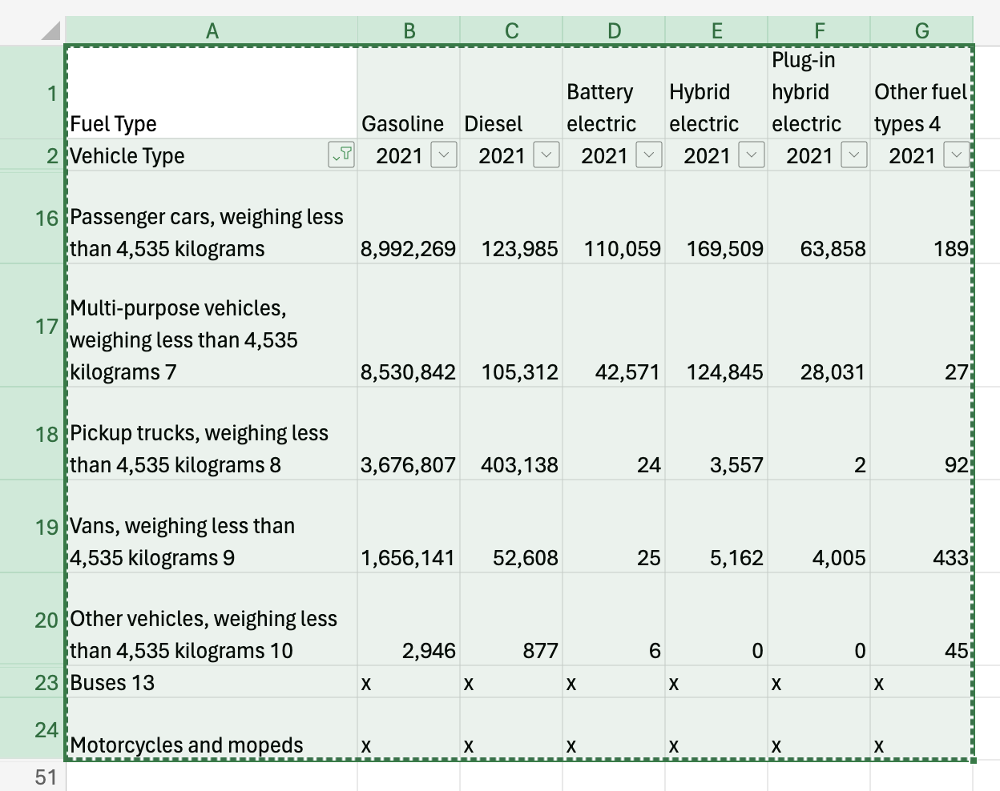 A B C D E F G
1 Fuel Type Gasoline Diesel Battery electric Hybrid electric Plug-in hybrid electric Other fuel types 4
2 Vehicle Type 2021 2021 2021 2021 2021 2021
16 Passenger cars, weighing less
than 4,535 kilograms 8,992,269 123,985 110,059 169,509 63,858 189
17 Multi-purpose vehicles,
weighing less than 4,535
kilograms 7 8,530,842 105,312 42,571 124,845 28,031 27
18 Pickup trucks, weighing less
than 4,535 kilograms 8 3,676,807 403,138 24 3,557 2 92
19 Vans, weighing less than
4,535 kilograms 9 1,656,141 52,608 25 5,162 4,005 433
20 Other vehicles, weighing less
than 4,535 kilograms 10 2,946 877 6 0 0 45
23 Buses 13 x x x x x x
24 Motorcycles and mopeds x x x x x x
51